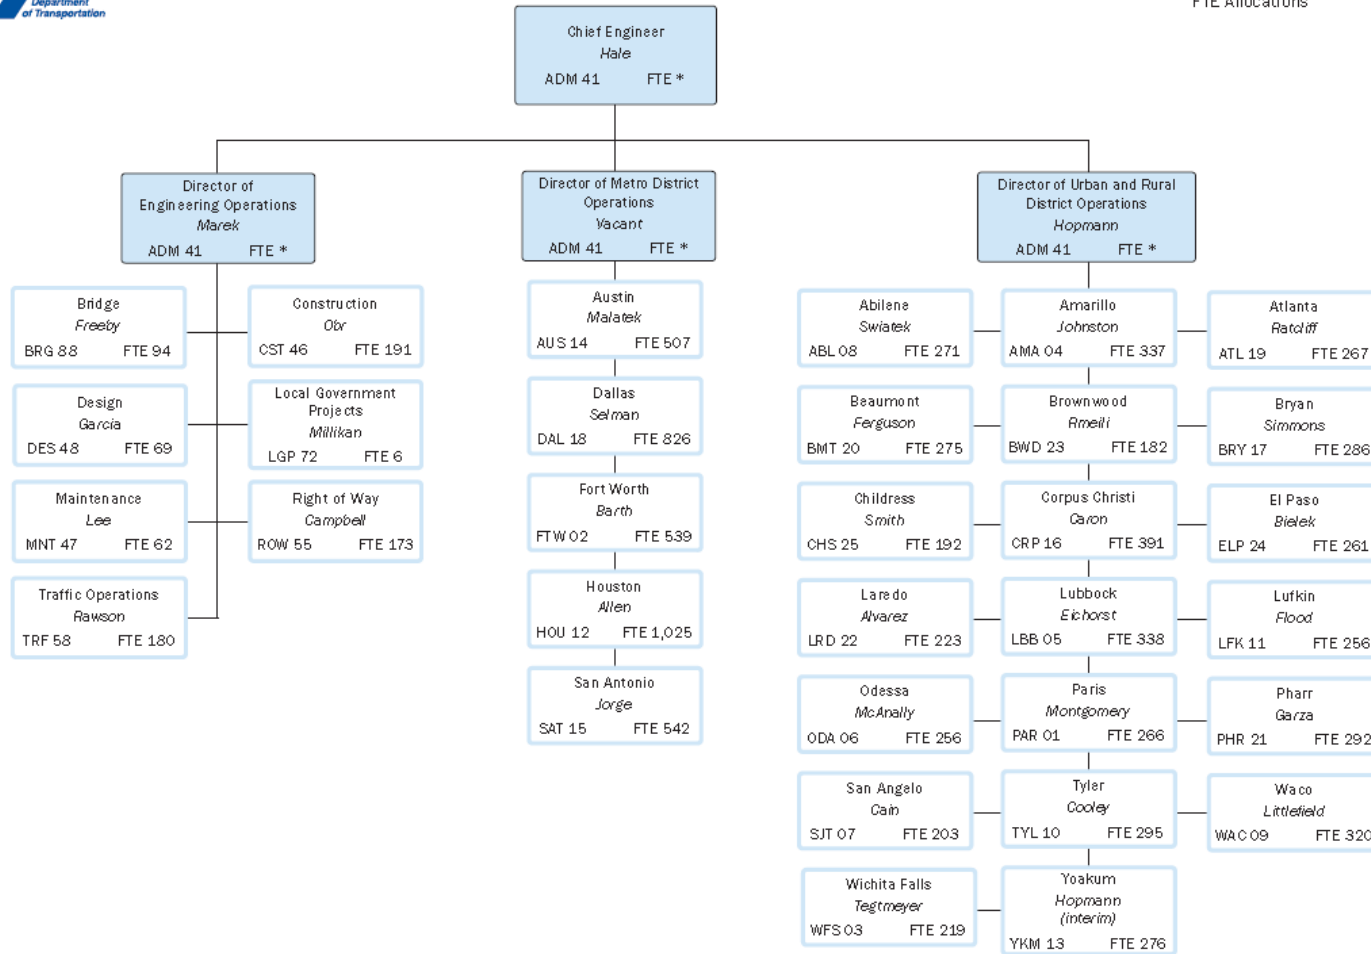 Department
of Transportation
FTE Allocations
Chief Engineer
Hale
ADM 41 FTE *
Director of
Engineering Operations
Marek
ADM 41 FTE *
Director of Metro District
Operations
Vacant
ADM 41 FTE *
Director of Urban and Rural
District Operations
Hopmann
ADM 41 FTE *
Bridge
Freeby
BRG 88 FTE 94
Construction
Obr
CST 46 FTE 191
Design
Garcia
DES 48 FTE 69
Local Government
Projects
Millikan
LGP 72 FTE 6
Maintenance
Lee
MNT 47 FTE 62
Right of Way
Campbell
ROW 55 FTE 173
Traffic Operations
Rawson
TRF 58 FTE 180
Austin
Malatek
AUS 14 FTE 507
Dallas
Selman
DAL 18 FTE 826
Fort Worth
Barth
FTW 02 FTE 539
Houston
Allen
HOU 12 FTE 1,025
San Antonio
Jorge
SAT 15 FTE 542
Abilene
Swiatek
ABL 08 FTE 271
Amarillo
Johnston
AMA 04 FTE 337
Atlanta
Ratcliff
ATL 19 FTE 267
Beaumont
Ferguson
BMT 20 FTE 275
Brownwood
Rmeili
BWD 23 FTE 182
Bryan
Simmons
BRY 17 FTE 286
Childress
Smith
CHS 25 FTE 192
Corpus Christi
Caron
CRP 16 FTE 391
El Paso
Bielek
ELP 24 FTE 261
Laredo
Alvarez
LRD 22 FTE 223
Lubbock
Eichorst
LBB 05 FTE 338
Lufkin
Flood
LFK 11 FTE 256
Odessa
McAnally
ODA 06 FTE 256
Paris
Montgomery
PAR 01 FTE 266
Pharr
Garza
PHR 21 FTE 292
San Angelo
Cain
SJT 07 FTE 203
Tyler
Cooley
TYL 10 FTE 295
Waco
Littlefield
WAC 09 FTE 320
Wichita Falls
Tegtmeyer
WFS 03 FTE 219
Yoakum
Hopmann
(interim)
YKM 13 FTE 276